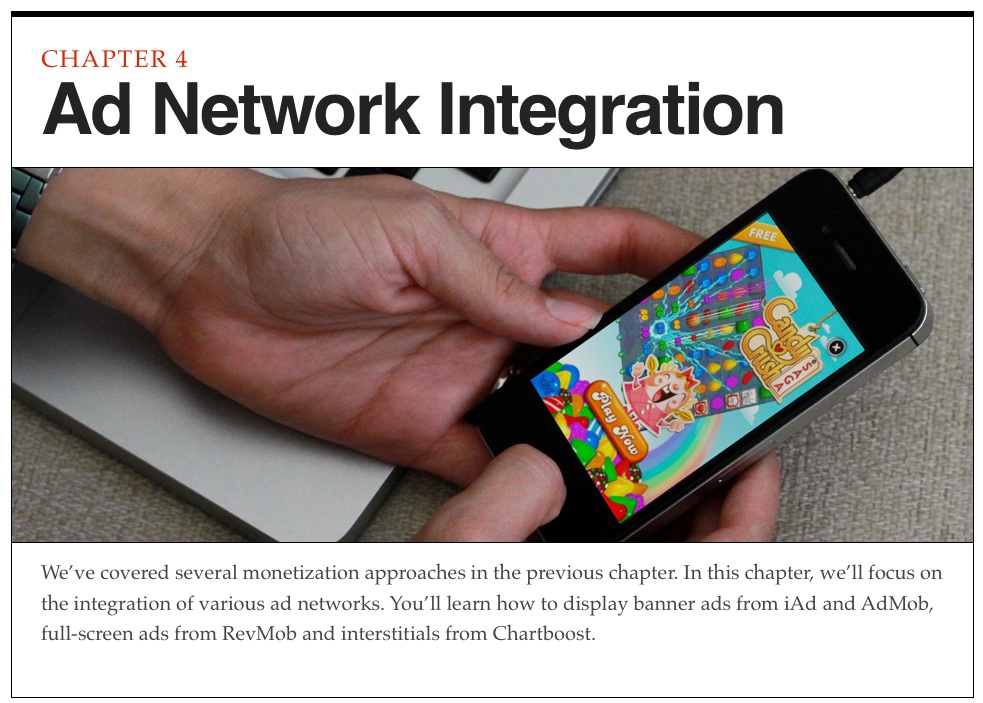 CHAPTER 4
Ad Network Integration
FREE
Candy
Crush
SAGA
Play Now
We’ve covered several monetization approaches in the previous chapter. In this chapter, we’ll focus on
the integration of various ad networks. You’ll learn how to display banner ads from iAd and AdMob,
full-screen ads from RevMob and interstitials from Chartboost.